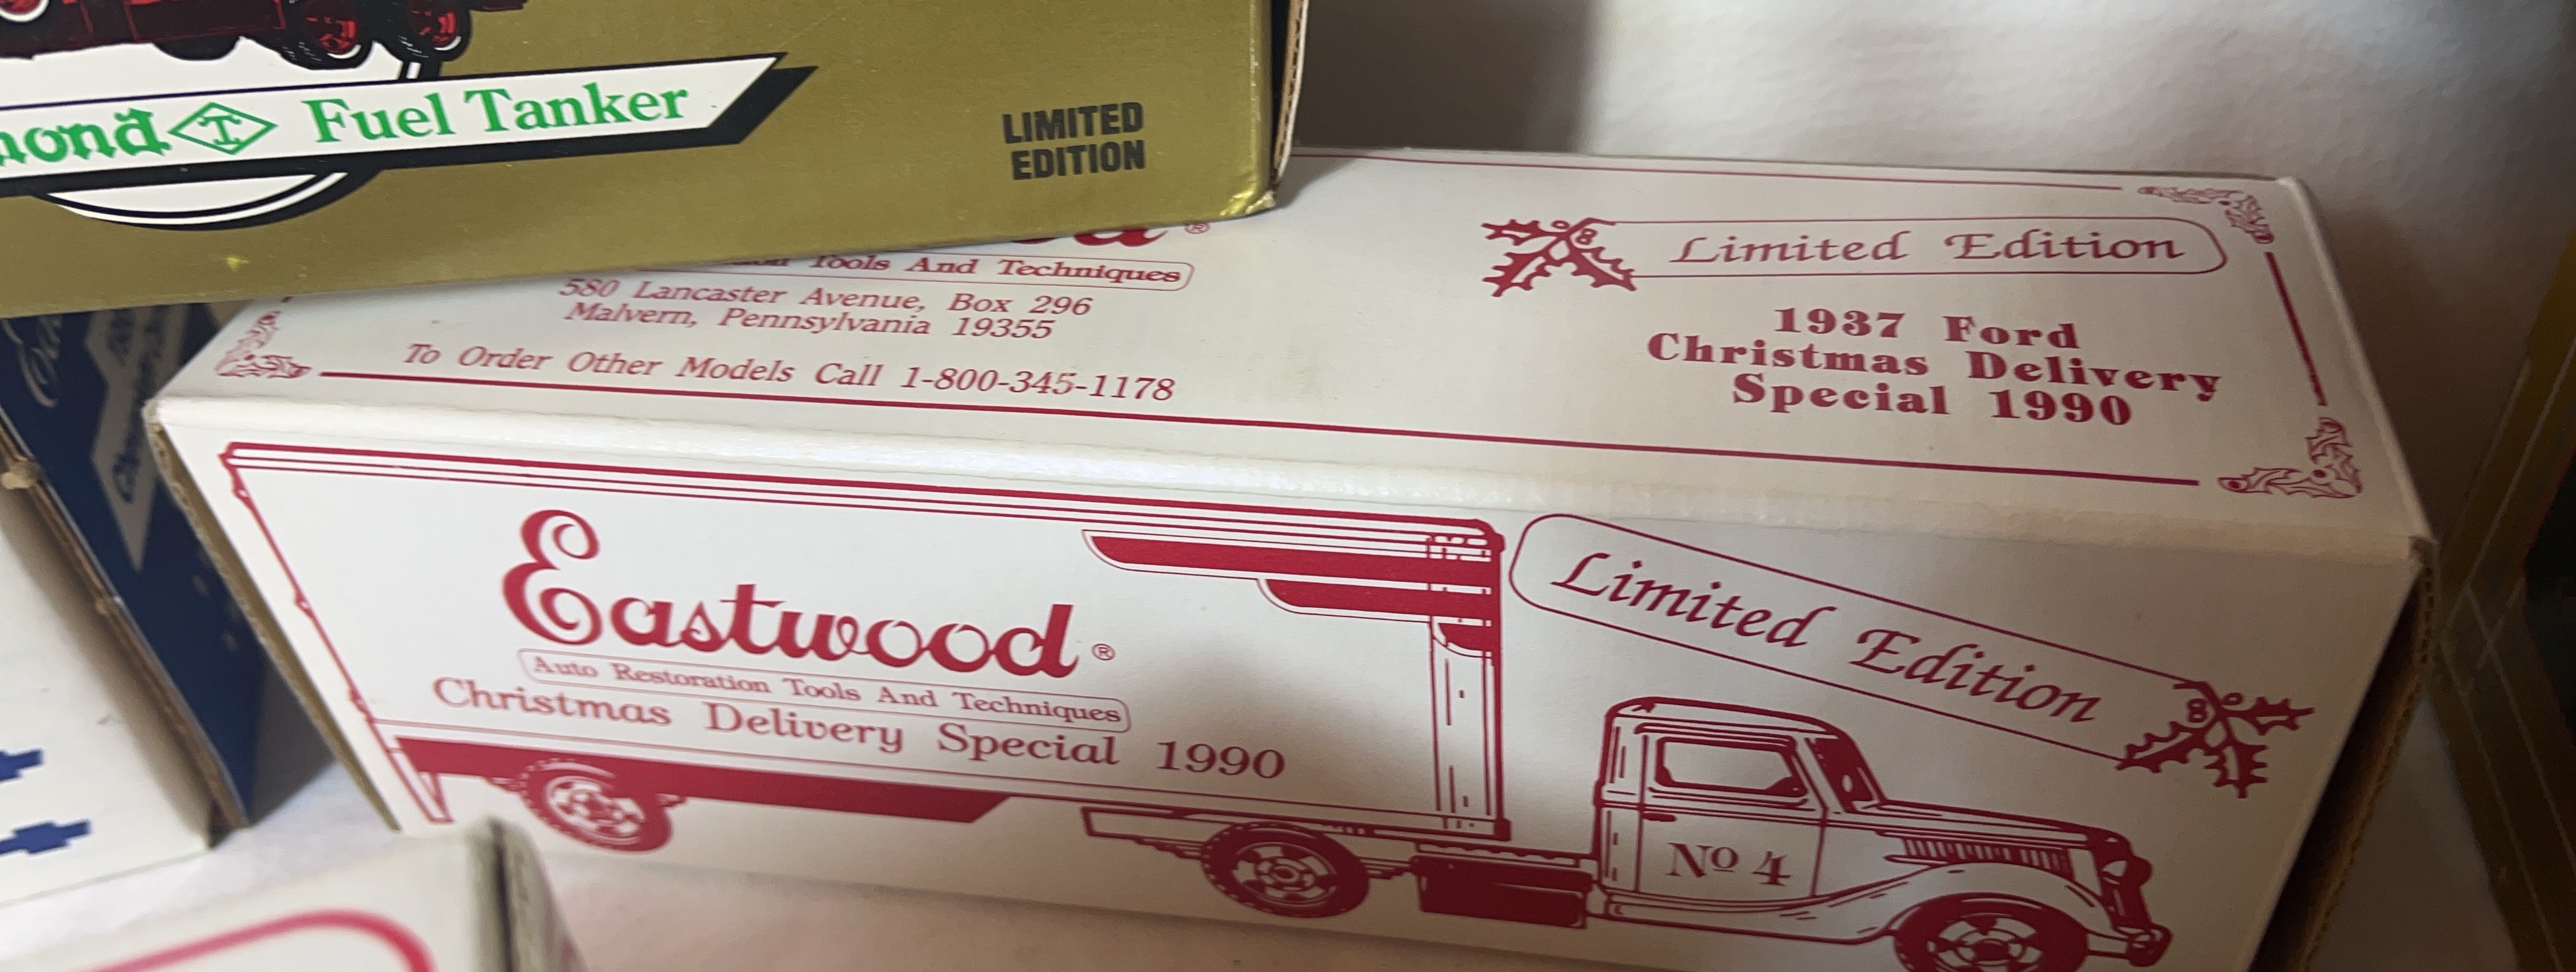 Fuel Tanker
LIMITED
EDITION
Tools And Techniques
580 Lancaster Avenue, Box 296
Malvern, Pennsylvania 19355
To Order Other Models Call 1-800-345-1178
Limited Edition
1937 Ford
Christmas Delivery
Special 1990
Eastwood®
Auto Restoration Tools And Techniques
Christmas Delivery Special 1990
Limited Edition
No 4